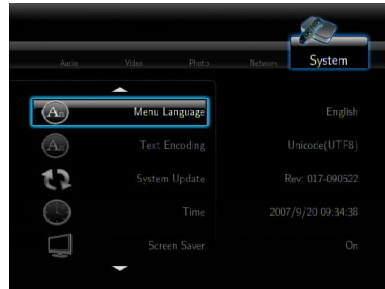 Audio Video Photo Network System
Menu Language English
Text Encoding Unicode(UTF8)
System Update Rev: 017-090522
Time 2007/9/20 09:34:38
Screen Saver On